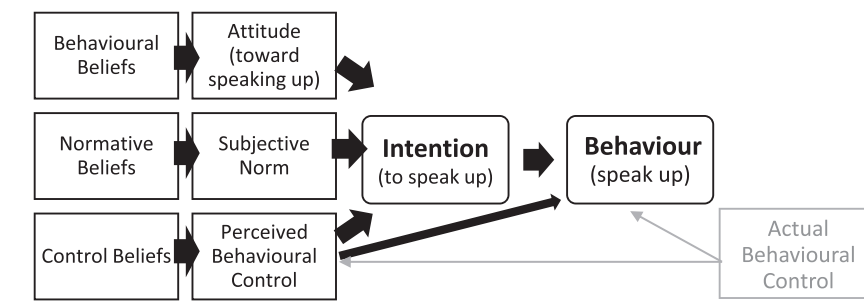 Behavioural
Beliefs
Attitude
(toward
speaking up)
Normative
Beliefs
Subjective
Norm
Intention
(to speak up)
Behaviour
(speak up)
Control Beliefs
Perceived
Behavioural
Control
Actual
Behavioural
Control